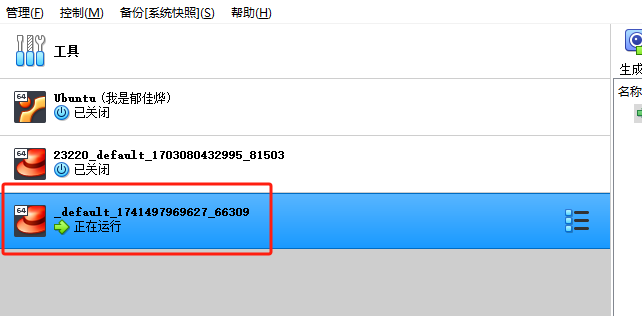 管理(F) 控制(M) 备份[系统快照](S) 帮助(H)
工具
生成
名称
64
Ubuntu (我是郁佳烨)
已关闭
64
23220_default_1703080432995_81503
已关闭
64
_default_1741497969627_66309
正在运行